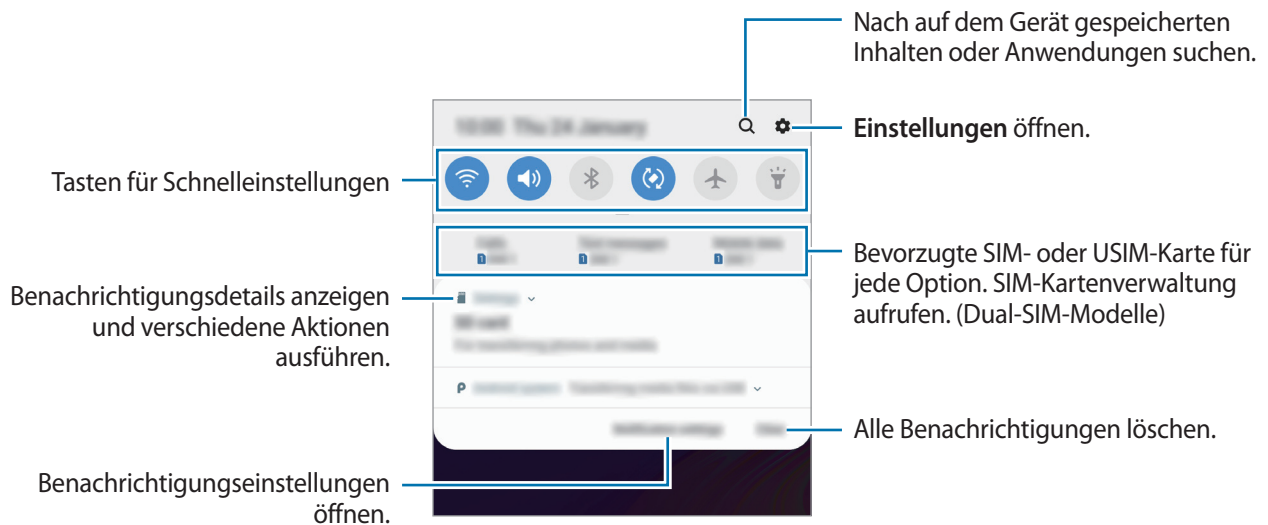 Nach auf dem Gerät gespeicherten
Inhalten oder Anwendungen suchen.
Einstellungen öffnen.
Tasten für Schnelleinstellungen
Bevorzugte SIM- oder USIM-Karte für
jede Option. SIM-Kartenverwaltung
aufrufen. (Dual-SIM-Modelle)
Benachrichtigungsdetails anzeigen
und verschiedene Aktionen
ausführen.
Alle Benachrichtigungen löschen.
Benachrichtigungseinstellungen
öffnen.